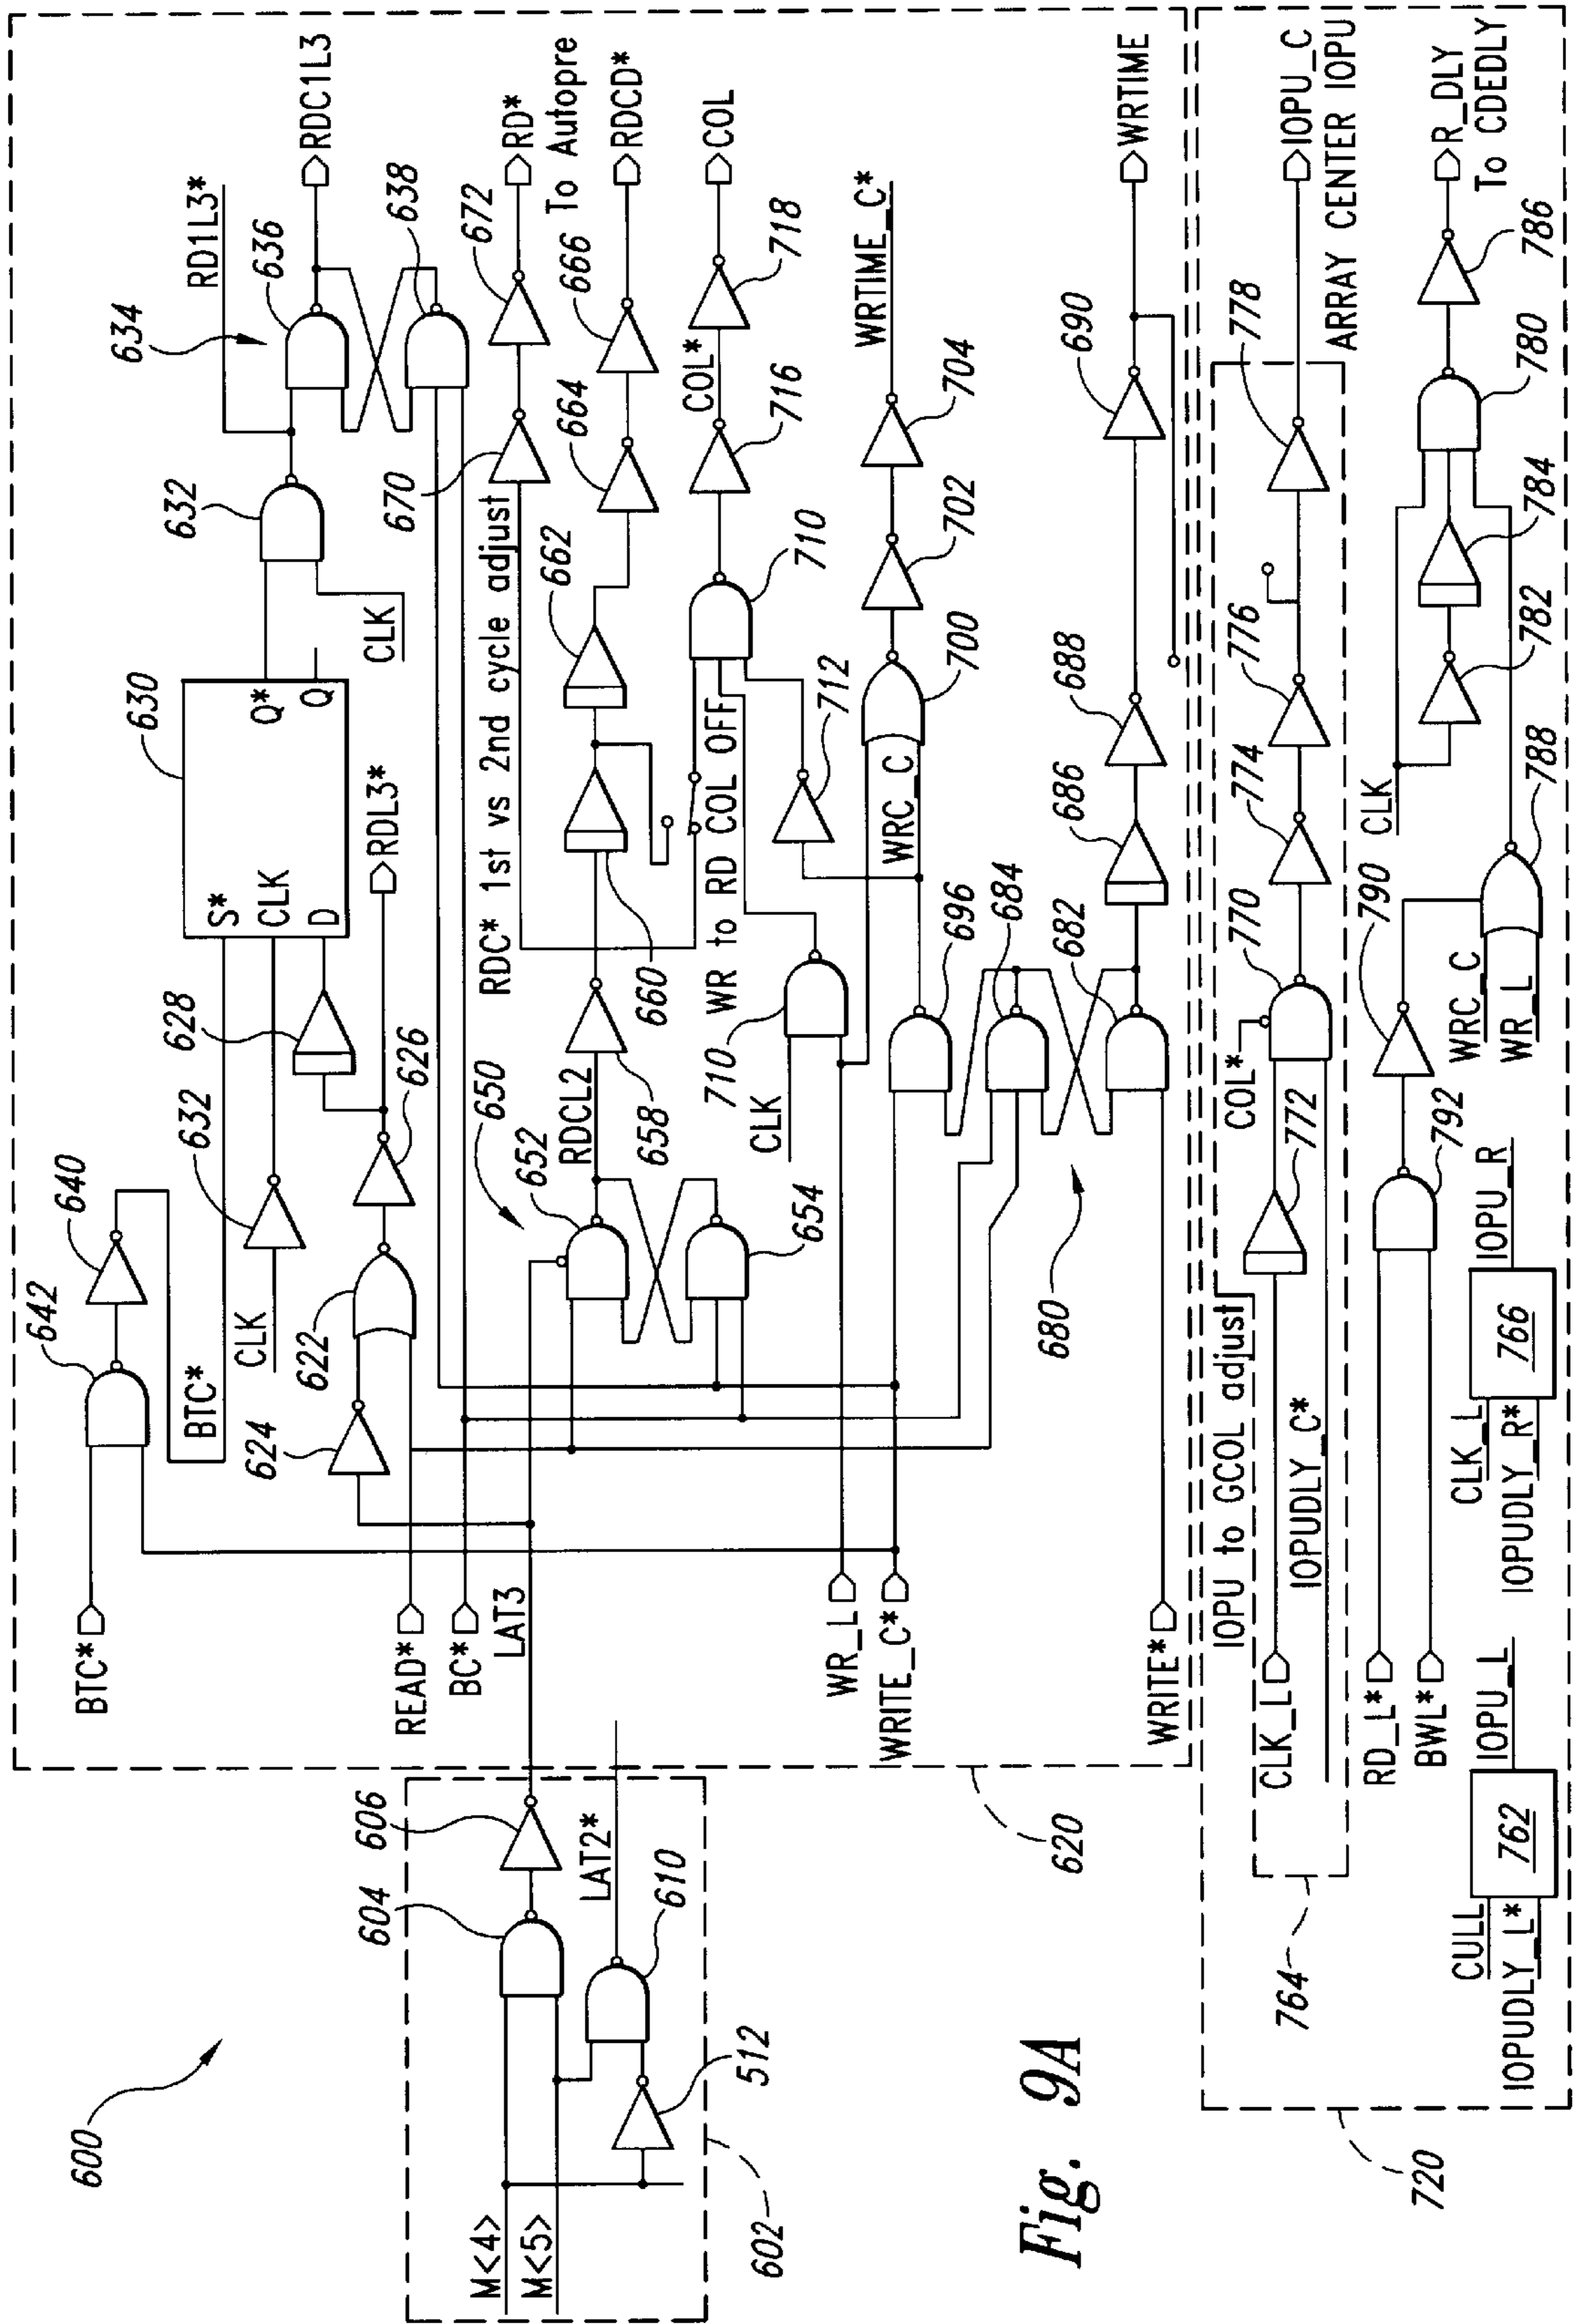 600
M<4>
M<5>
602
604
606
LAT2*
610
512
Fig. 9A
620
BTC*
642
640
BTC*
CLK
632
624
622
626
RDL3*
628
630
S*
CLK
D
Q*
Q
CLK
632
RD1L3*
634
636
638
RDC1L3
READ*
BC*
LAT3
650
652
654
RDCL2
658
660
662
664
666
RDC* 1st vs 2nd cycle adjust
670
672
RD*
To Autopre
RDCD*
WR to RD COL OFF
710
CLK
710
712
COL*
716
718
COL
WR_L
WRITE_C*
WRC_C
700
702
704
WRTIME_C*
696
684
682
680
686
688
690
WRTIME
WRITE*
IOPU to GCOL adjust
CLK_L
IOPUDLY_C*
772
COL*
770
774
776
778
IOPU_C
ARRAY CENTER IOPU
764
720
RD_L*
BWL*
792
790
WRC_C
WR_L
788
CLK
782
784
780
786
R_DLY
To CDEDLY
CULL
IOPUDLY_L*
762
IOPU_L
CLK_L
IOPUDLY_R*
766
IOPU_R